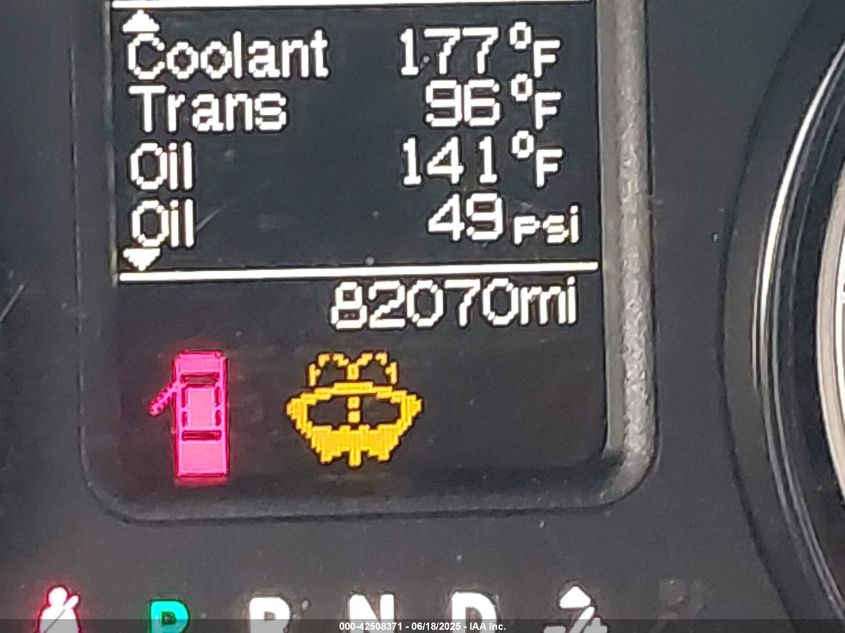 Coolant 177°F
Trans 96°F
Oil 141°F
Oil 49 psi
82070mi
P R N D
000-42508371 - 06/18/2025 - IAA Inc.